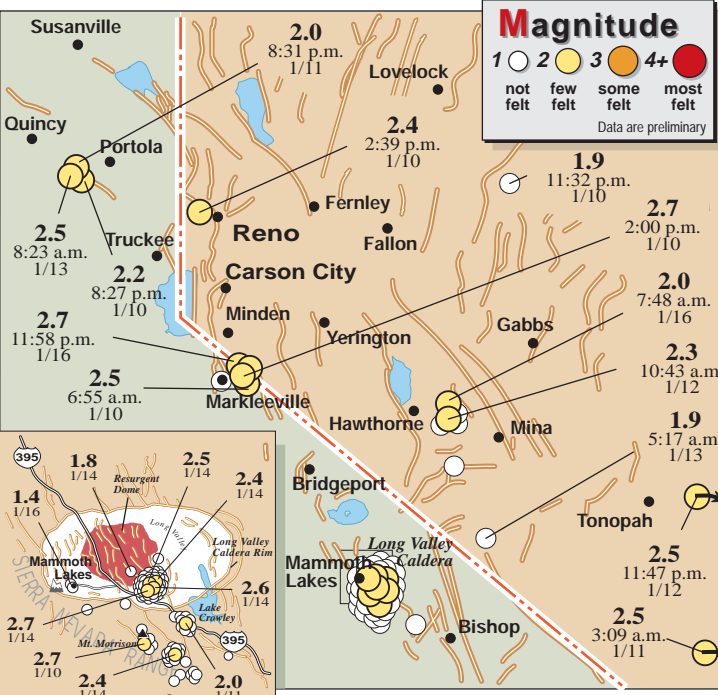 Magnitude
1 2 3 4+
not felt
few felt
some felt
most felt
Data are preliminary
Susanville
2.0
8:31 p.m.
1/11
Lovelock
Quincy
Portola
2.4
2:39 p.m.
1/10
1.9
11:32 p.m.
1/10
Fernley
2.7
2:00 p.m.
1/10
2.5
8:23 a.m.
1/13
Truckee
Reno
Fallon
2.2
8:27 p.m.
1/10
Carson City
2.0
7:48 a.m.
1/16
2.7
11:58 p.m.
1/16
Minden
Yerington
Gabbs
2.3
10:43 a.m
1/12
2.5
6:55 a.m.
1/10
Markleeville
Hawthorne
Mina
1.9
5:17 a.m
1/13
Bridgeport
Tonopah
2.5
11:47 p.m.
1/12
Long Valley
Caldera
Mammoth
Lakes
Bishop
2.5
3:09 a.m.
1/11
395
1.8
1/14
Resurgent
Dome
2.5
1/14
2.4
1/14
1.4
1/16
Long Valley
Long Valley
Caldera Rim
Mammoth
Lakes
2.6
1/14
SIERRA NEVADA RANGE
Lake
Crowley
2.7
1/14
Mt. Morrison
395
2.7
1/10
2.4
1/14
2.0
1/11